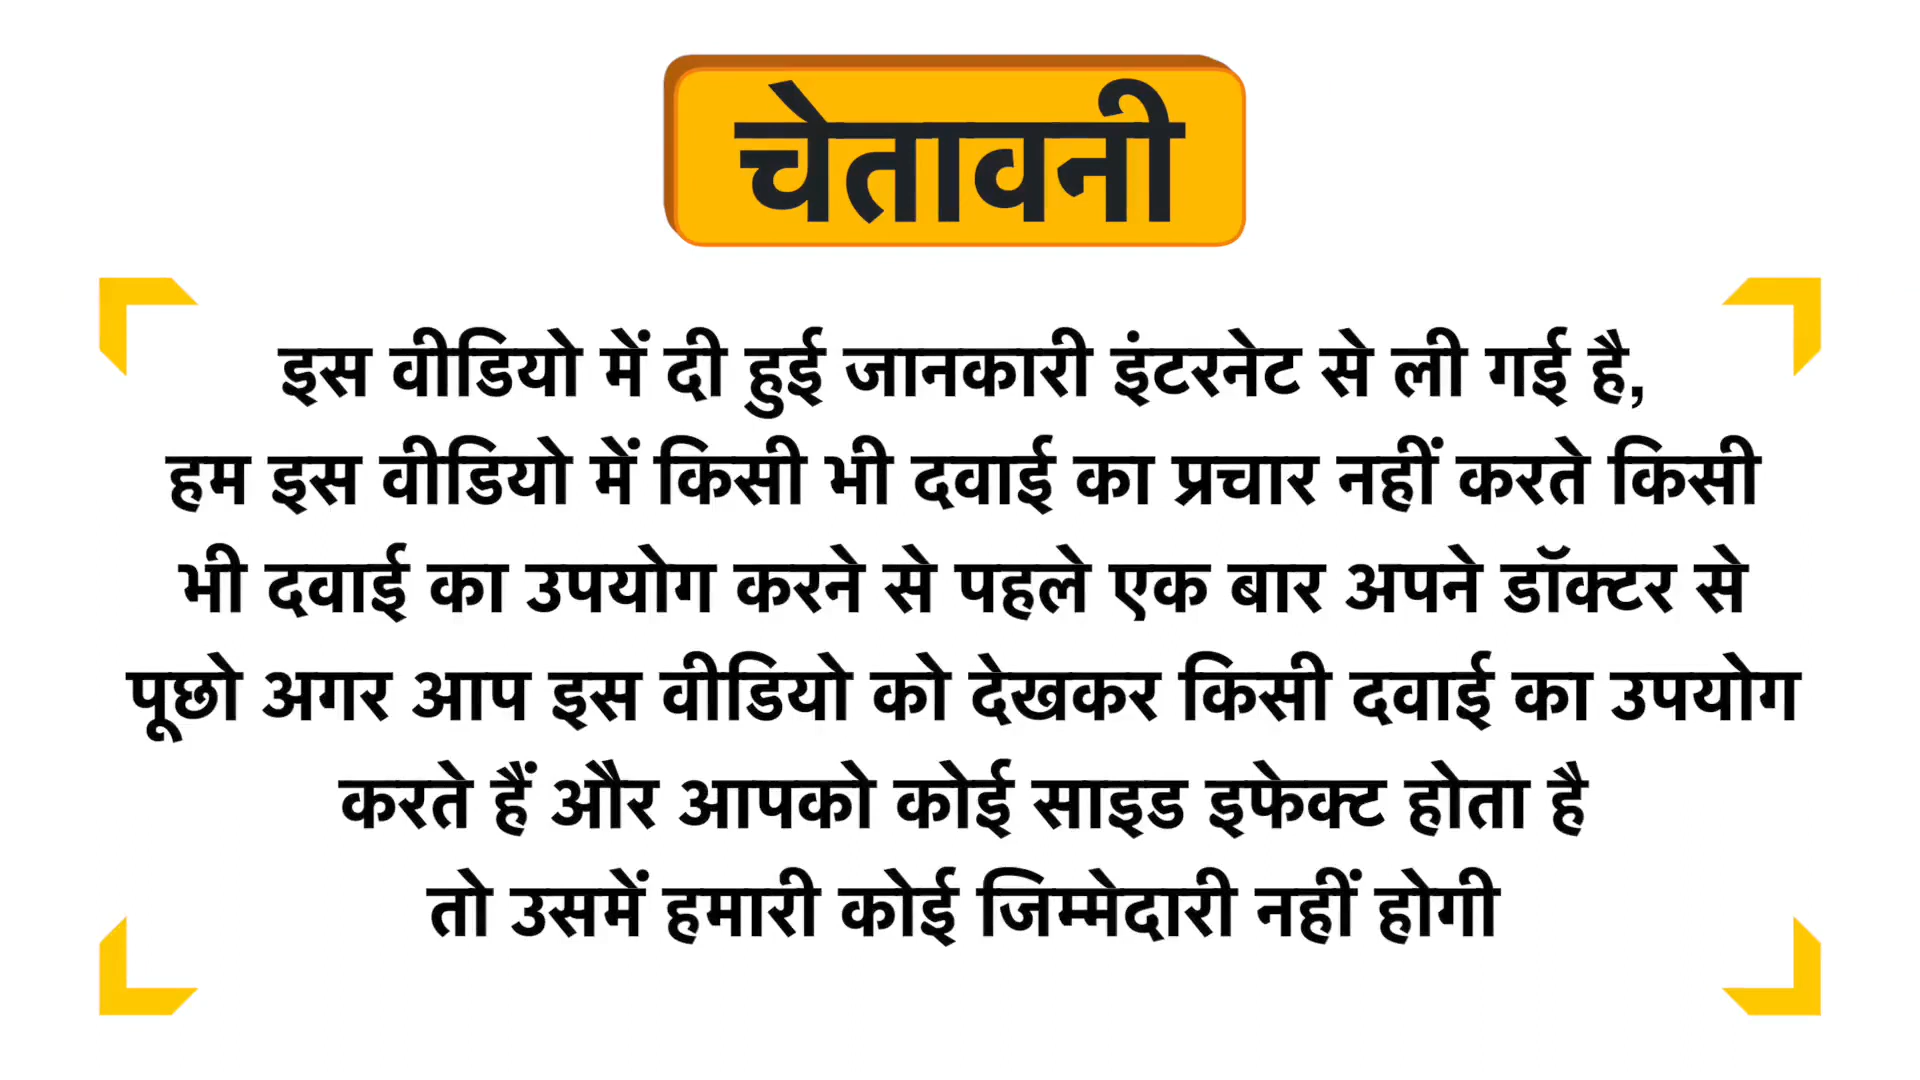 चेतावनी
इस वीडियो में दी हुई जानकारी इंटरनेट से ली गई है,
हम इस वीडियो में किसी भी दवाई का प्रचार नहीं करते किसी
भी दवाई का उपयोग करने से पहले एक बार अपने डॉक्टर से
पूछो अगर आप इस वीडियो को देखकर किसी दवाई का उपयोग
करते हैं और आपको कोई साइड इफेक्ट होता है
तो उसमें हमारी कोई जिम्मेदारी नहीं होगी